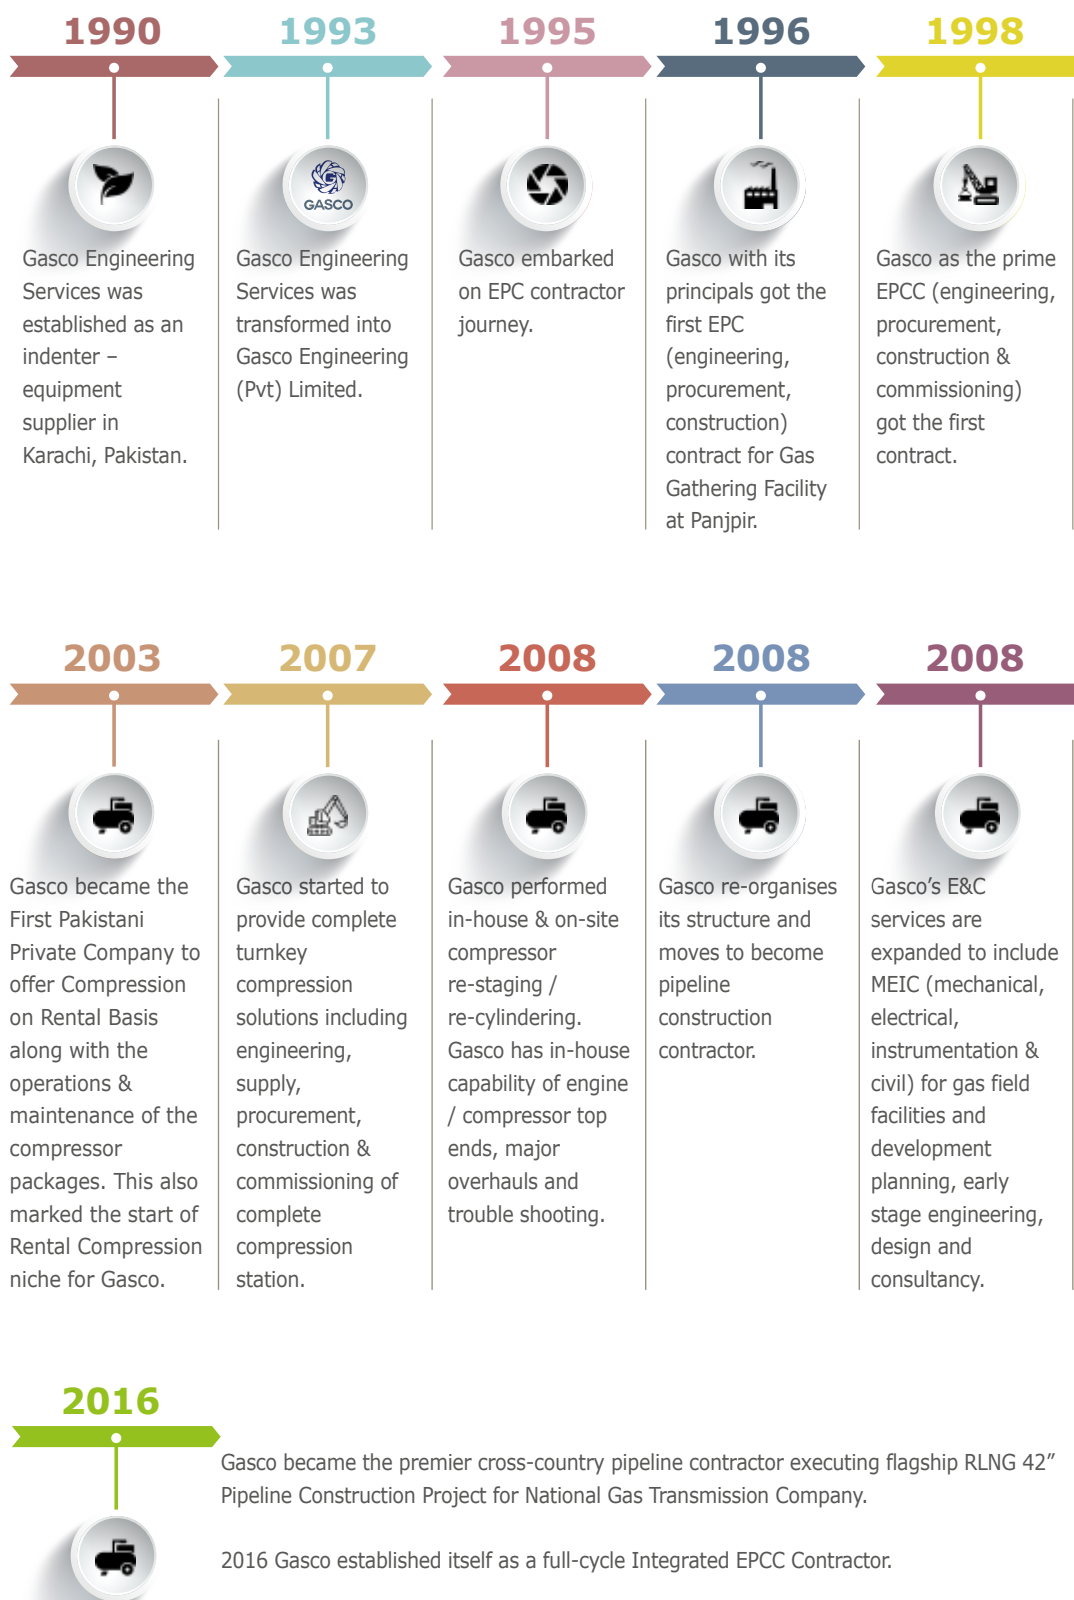 1990
Gasco Engineering
Services was
established as an
indenter –
equipment
supplier in
Karachi, Pakistan.
1993
GASCO
Gasco Engineering
Services was
transformed into
Gasco Engineering
(Pvt) Limited.
1995
Gasco embarked
on EPC contractor
journey.
1996
Gasco with its
principals got the
first EPC
(engineering,
procurement,
construction)
contract for Gas
Gathering Facility
at Panjpir.
1998
Gasco as the prime
EPCC (engineering,
procurement,
construction &
commissioning)
got the first
contract.
2003
Gasco became the
First Pakistani
Private Company to
offer Compression
on Rental Basis
along with the
operations &
maintenance of the
compressor
packages. This also
marked the start of
Rental Compression
niche for Gasco.
2007
Gasco started to
provide complete
turnkey
compression
solutions including
engineering,
supply,
procurement,
construction &
commissioning of
complete
compression
station.
2008
Gasco performed
in-house & on-site
compressor
re-staging /
re-cylindering.
Gasco has in-house
capability of engine
/ compressor top
ends, major
overhauls and
trouble shooting.
2008
Gasco re-organises
its structure and
moves to become
pipeline
construction
contractor.
2008
Gasco’s E&C
services are
expanded to include
MEIC (mechanical,
electrical,
instrumentation &
civil) for gas field
facilities and
development
planning, early
stage engineering,
design and
consultancy.
2016
Gasco became the premier cross-country pipeline contractor executing flagship RLNG 42”
Pipeline Construction Project for National Gas Transmission Company.
2016 Gasco established itself as a full-cycle Integrated EPCC Contractor.